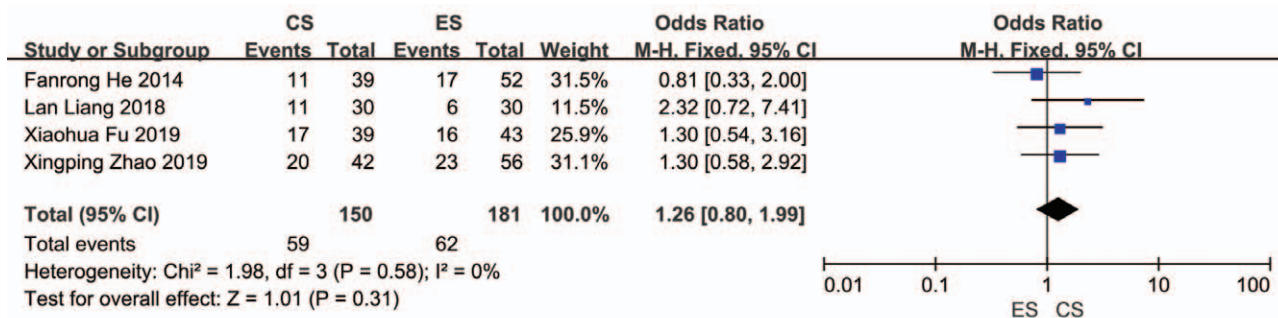 CS ES Odds Ratio Odds Ratio
Study or Subgroup Events Total Events Total Weight M-H. Fixed. 95% CI M-H. Fixed. 95% CI
Fanrong He 2014 11 39 17 52 31.5% 0.81 [0.33, 2.00]
Lan Liang 2018 11 30 6 30 11.5% 2.32 [0.72, 7.41]
Xiaohua Fu 2019 17 39 16 43 25.9% 1.30 [0.54, 3.16]
Xingping Zhao 2019 20 42 23 56 31.1% 1.30 [0.58, 2.92]
Total (95% CI) 150 181 100.0% 1.26 [0.80, 1.99]
Total events 59 62
Heterogeneity: Chi² = 1.98, df = 3 (P = 0.58); I² = 0%
Test for overall effect: Z = 1.01 (P = 0.31)
0.01 0.1 1 10 100
ES CS